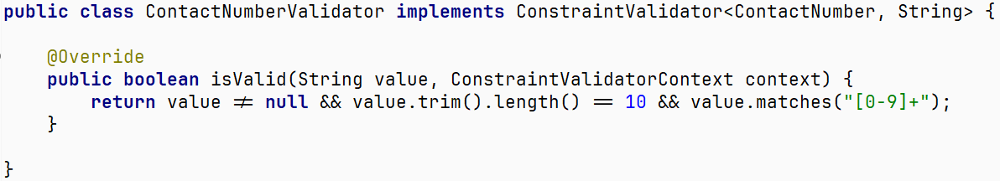 public class ContactNumberValidator implements ConstraintValidator<ContactNumber, String> {
@Override
public boolean isValid(String value, ConstraintValidatorContext context) {
return value ≠ null && value.trim().length() == 10 && value.matches("[0-9]+");
}
}